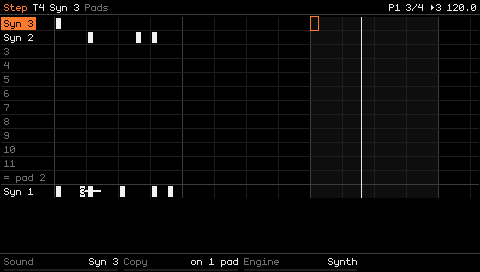 Step T4 Syn 3 Pads P1 3/4 ▸3 120.0
Syn 3
Syn 2
3
4
5
6
7
8
9
10
11
= pad 2
Syn 1
Sound Syn 3 Copy on 1 pad Engine Synth